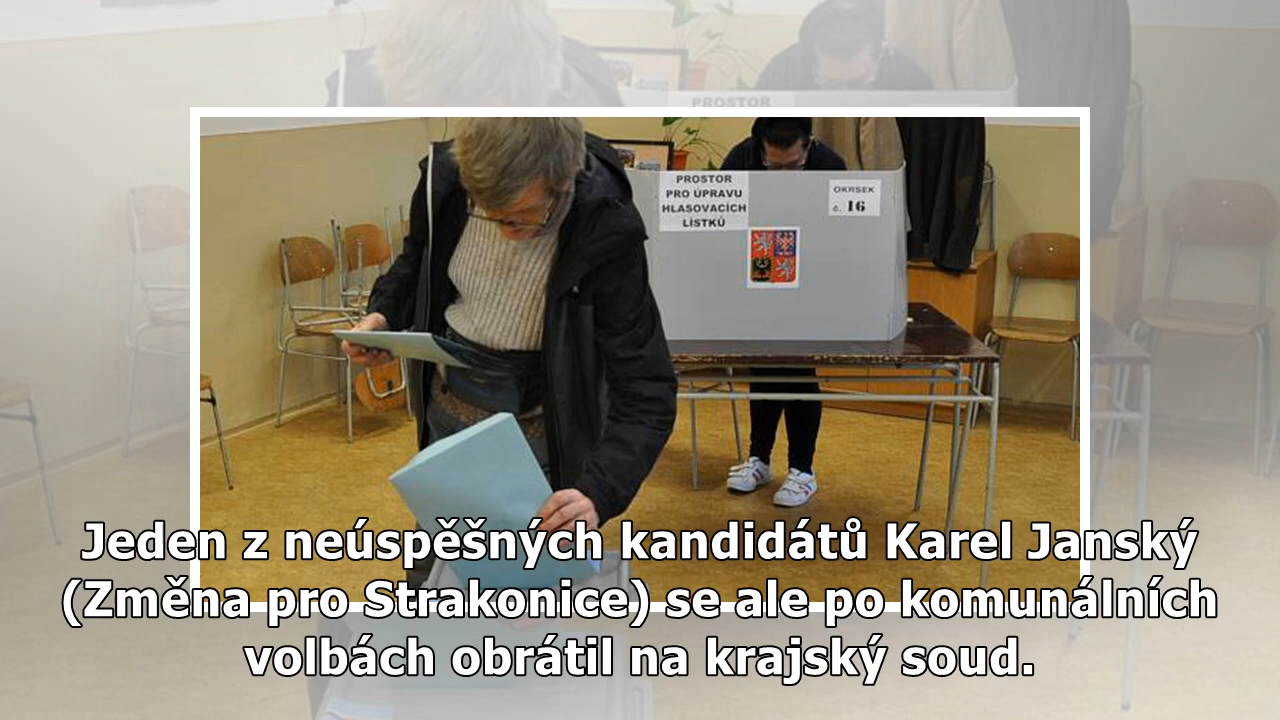 PROSTOR
PROSTOR
PRO ÚPRAVU
HLASOVACÍCH
LÍSTKŮ
OKRSEK
č. 16
Jeden z neúspěšných kandidátů Karel Janský
(Změna pro Strakonice) se ale po komunálních
volbách obrátil na krajský soud.